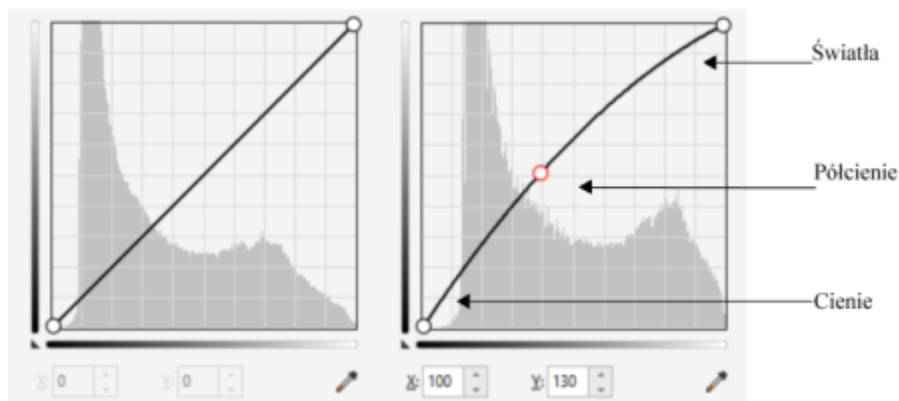 Światła
Półcienie
Cienie
X: 0 Y: 0
X: 100 Y: 130